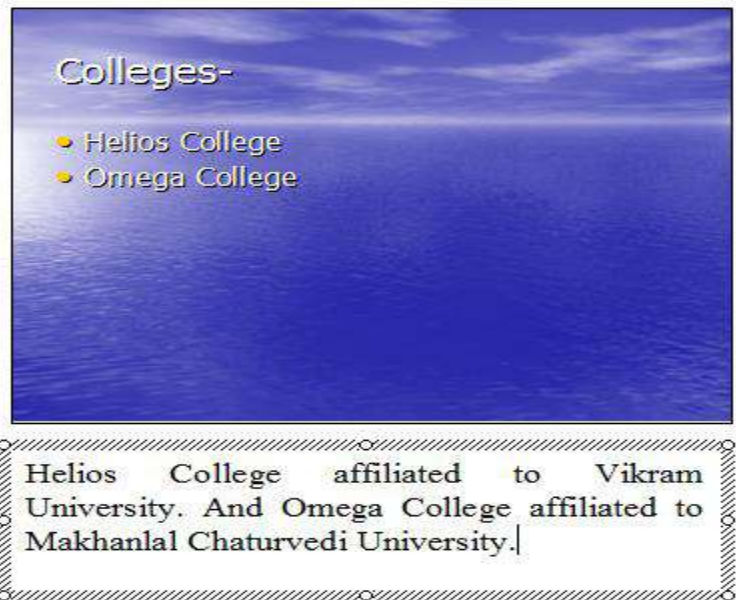 Colleges-
• Helios College
• Omega College
Helios College affiliated to Vikram
University. And Omega College affiliated to
Makhanlal Chaturvedi University.